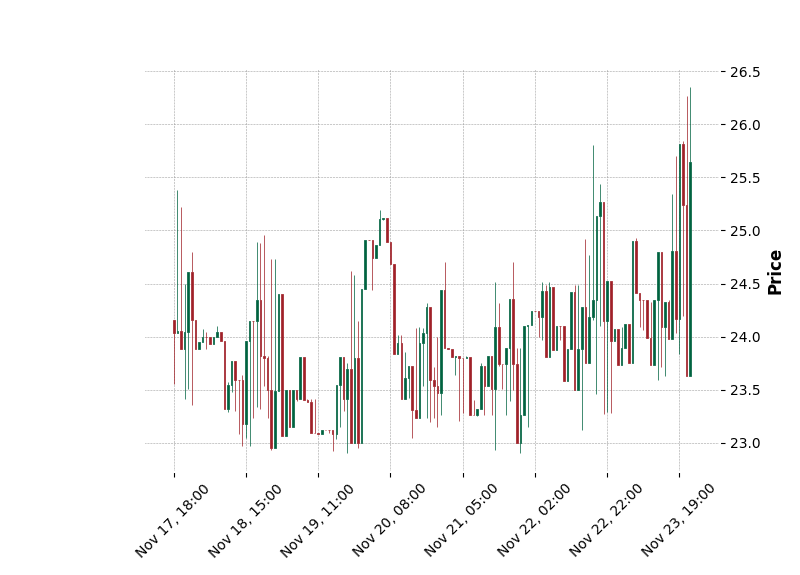 26.5
26.0
25.5
25.0
24.5
24.0
23.5
23.0
Price
Nov 17, 18:00
Nov 18, 15:00
Nov 19, 11:00
Nov 20, 08:00
Nov 21, 05:00
Nov 22, 02:00
Nov 22, 22:00
Nov 23, 19:00